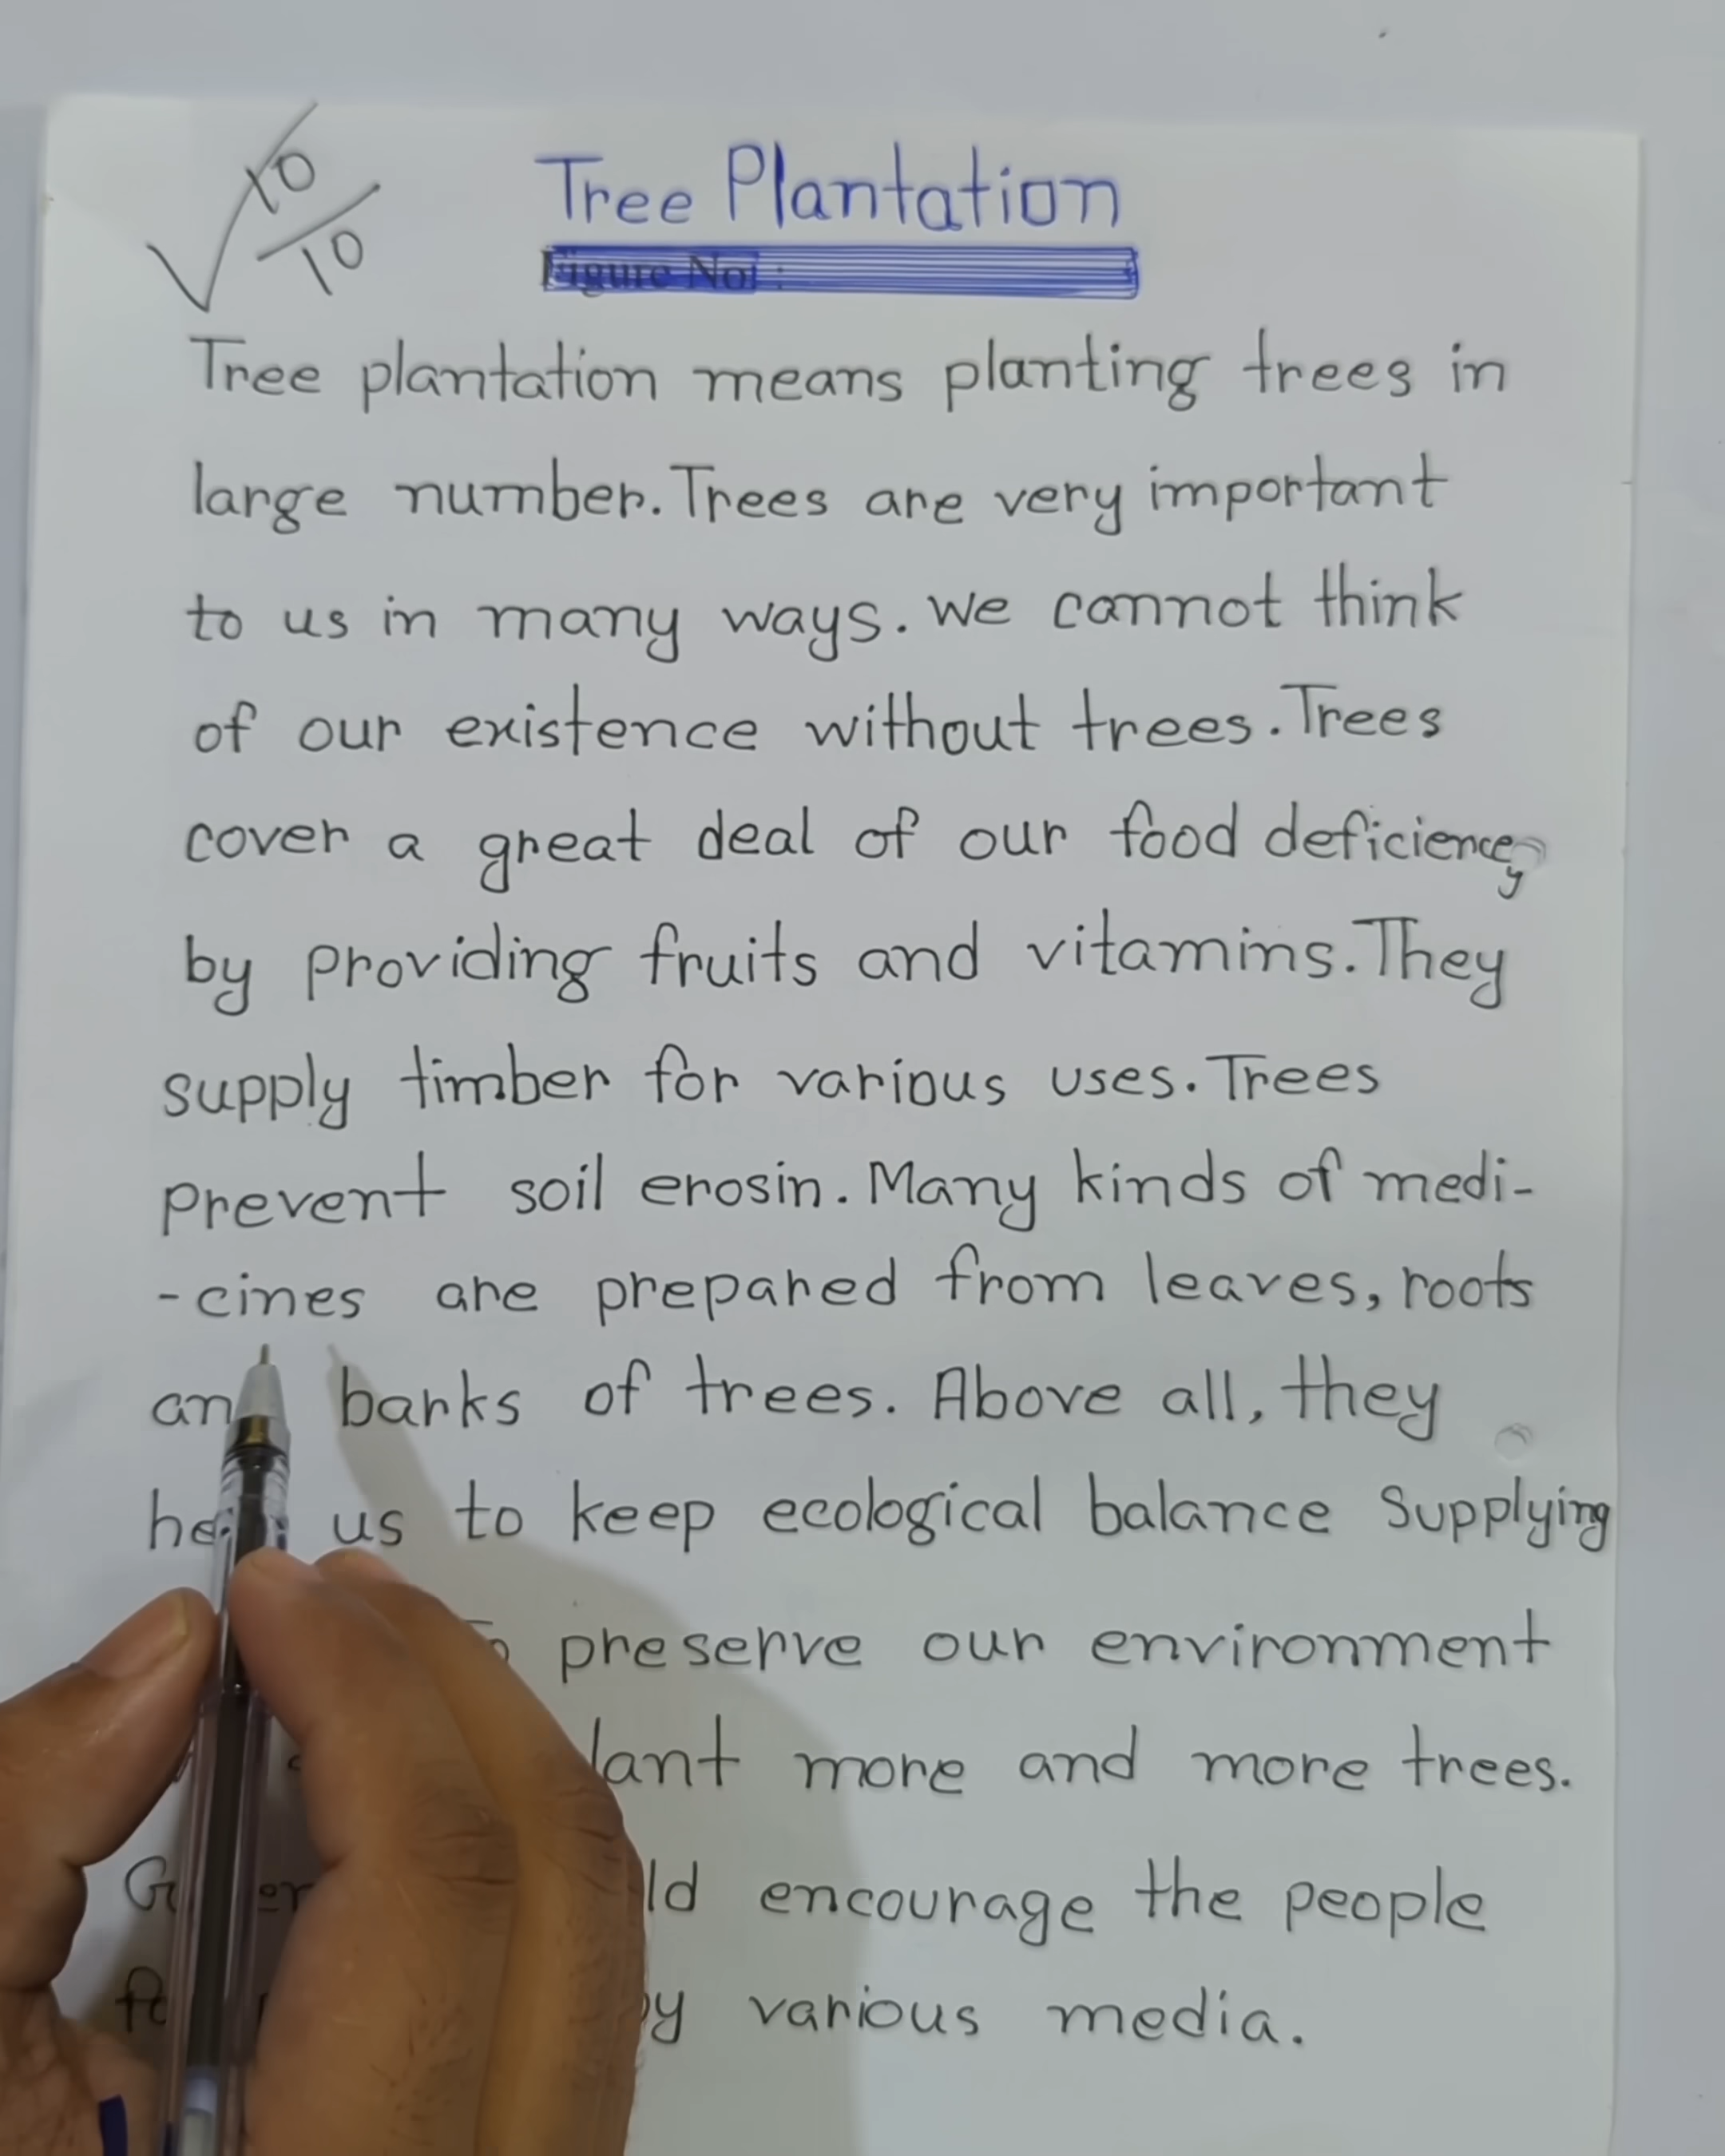 10/10
Tree Plantation
Figure No :
Tree plantation means planting trees in
large number. Trees are very important
to us in many ways. We cannot think
of our existence without trees. Trees
cover a great deal of our food deficiency
by providing fruits and vitamins. They
supply timber for various uses. Trees
prevent soil erosin. Many kinds of medi-
-cines are prepared from leaves, roots
barks of trees. Above all, they
us to keep ecological balance supplying
preserve our environment
more and more trees.
encourage the people
various media.